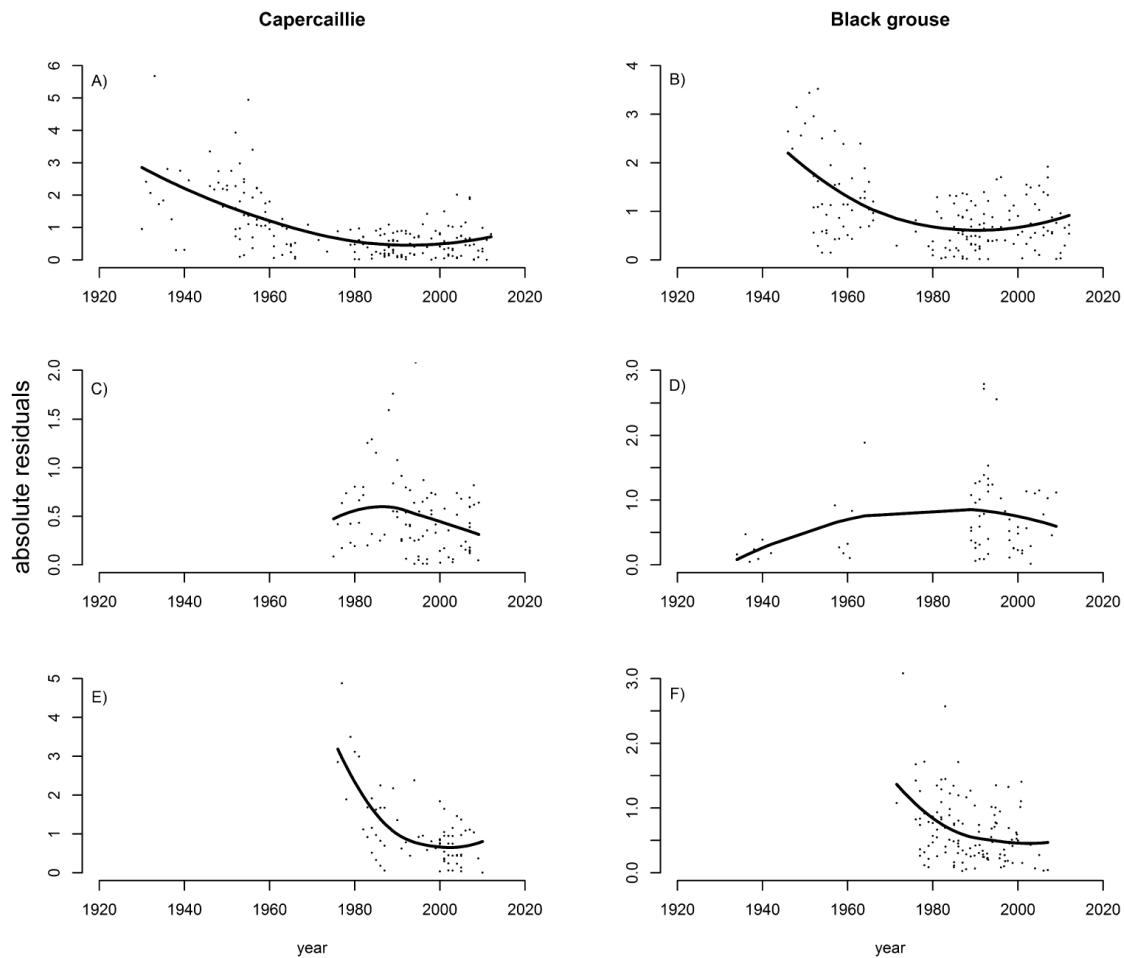 Capercaillie Black grouse
A) B)
0 1 2 3 4 5 6
1920 1940 1960 1980 2000 2020
0 1 2 3 4
1920 1940 1960 1980 2000 2020
absolute residuals
C) D)
0.0 0.5 1.0 1.5 2.0
1920 1940 1960 1980 2000 2020
0.0 1.0 2.0 3.0
1920 1940 1960 1980 2000 2020
E) F)
0 1 2 3 4 5
1920 1940 1960 1980 2000 2020
0.0 1.0 2.0 3.0
1920 1940 1960 1980 2000 2020
year year